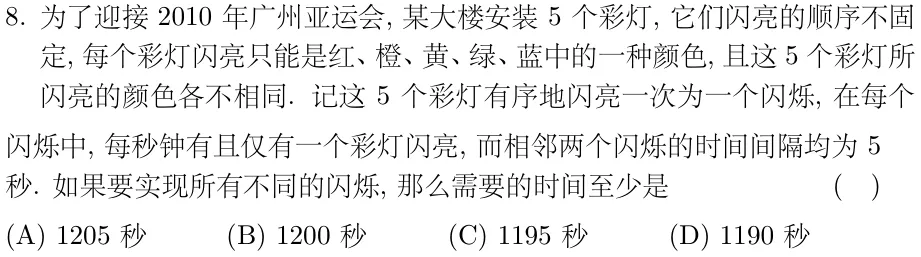 8. 为了迎接 2010 年广州亚运会, 某大楼安装 5 个彩灯, 它们闪亮的顺序不固
定, 每个彩灯闪亮只能是红、橙、黄、绿、蓝中的一种颜色, 且这 5 个彩灯所
闪亮的颜色各不相同. 记这 5 个彩灯有序地闪亮一次为一个闪烁, 在每个
闪烁中, 每秒钟有且仅有一个彩灯闪亮, 而相邻两个闪烁的时间间隔均为 5
秒. 如果要实现所有不同的闪烁, 那么需要的时间至少是 ( )
(A) 1205 秒 (B) 1200 秒 (C) 1195 秒 (D) 1190 秒